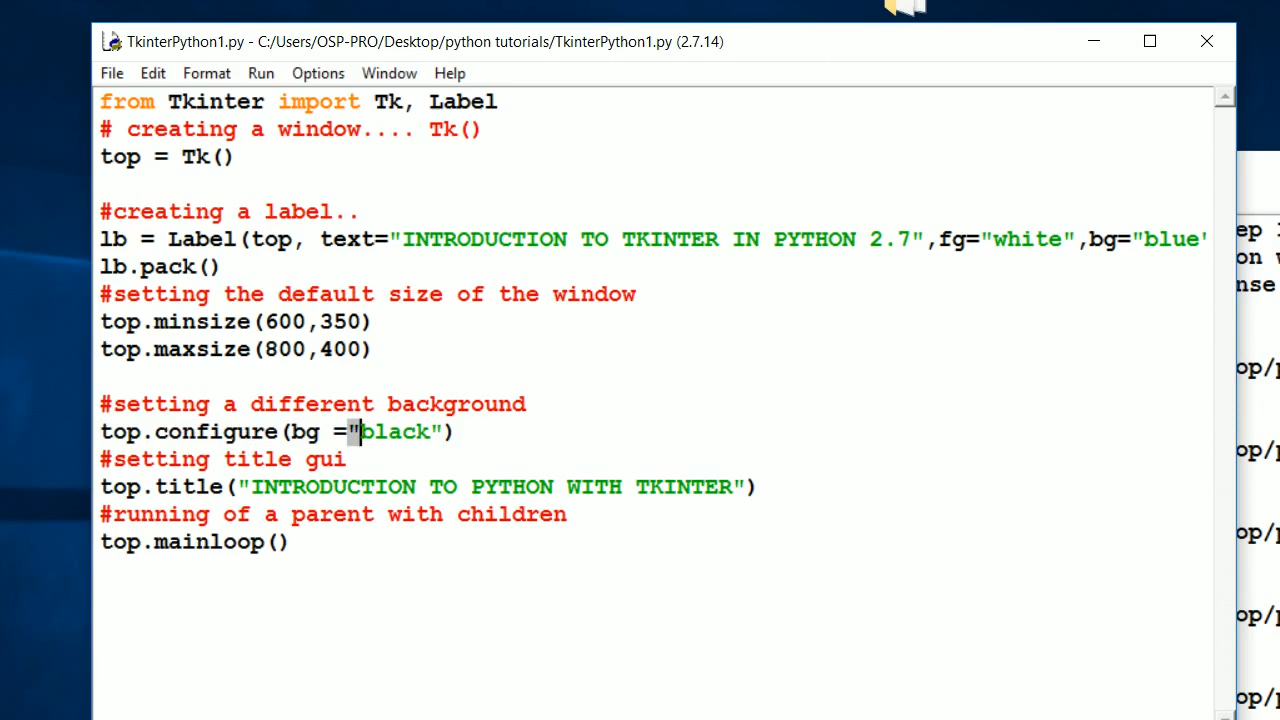 TkinterPython1.py - C:/Users/OSP-PRO/Desktop/python tutorials/TkinterPython1.py (2.7.14)
File Edit Format Run Options Window Help
from Tkinter import Tk, Label
# creating a window.... Tk()
top = Tk()
#creating a label..
lb = Label(top, text="INTRODUCTION TO TKINTER IN PYTHON 2.7",fg="white",bg="blue"
lb.pack()
#setting the default size of the window
top.minsize(600,350)
top.maxsize(800,400)
#setting a different background
top.configure(bg ="black")
#setting title gui
top.title("INTRODUCTION TO PYTHON WITH TKINTER")
#running of a parent with children
top.mainloop()